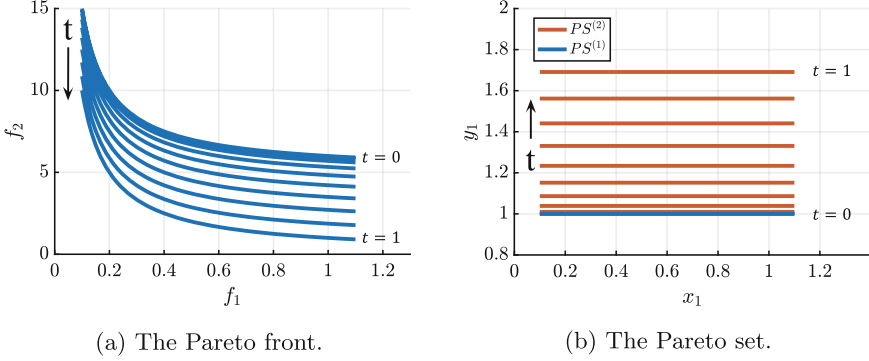 15
10
5
0
f₂
t
t = 0
t = 1
0
0.2
0.4
0.6
0.8
1
1.2
f₁
(a) The Pareto front.
2
1.8
1.6
1.4
1.2
1
0.8
y₁
PS⁽²⁾
PS⁽¹⁾
t = 1
t
t = 0
0
0.2
0.4
0.6
0.8
1
1.2
x₁
(b) The Pareto set.